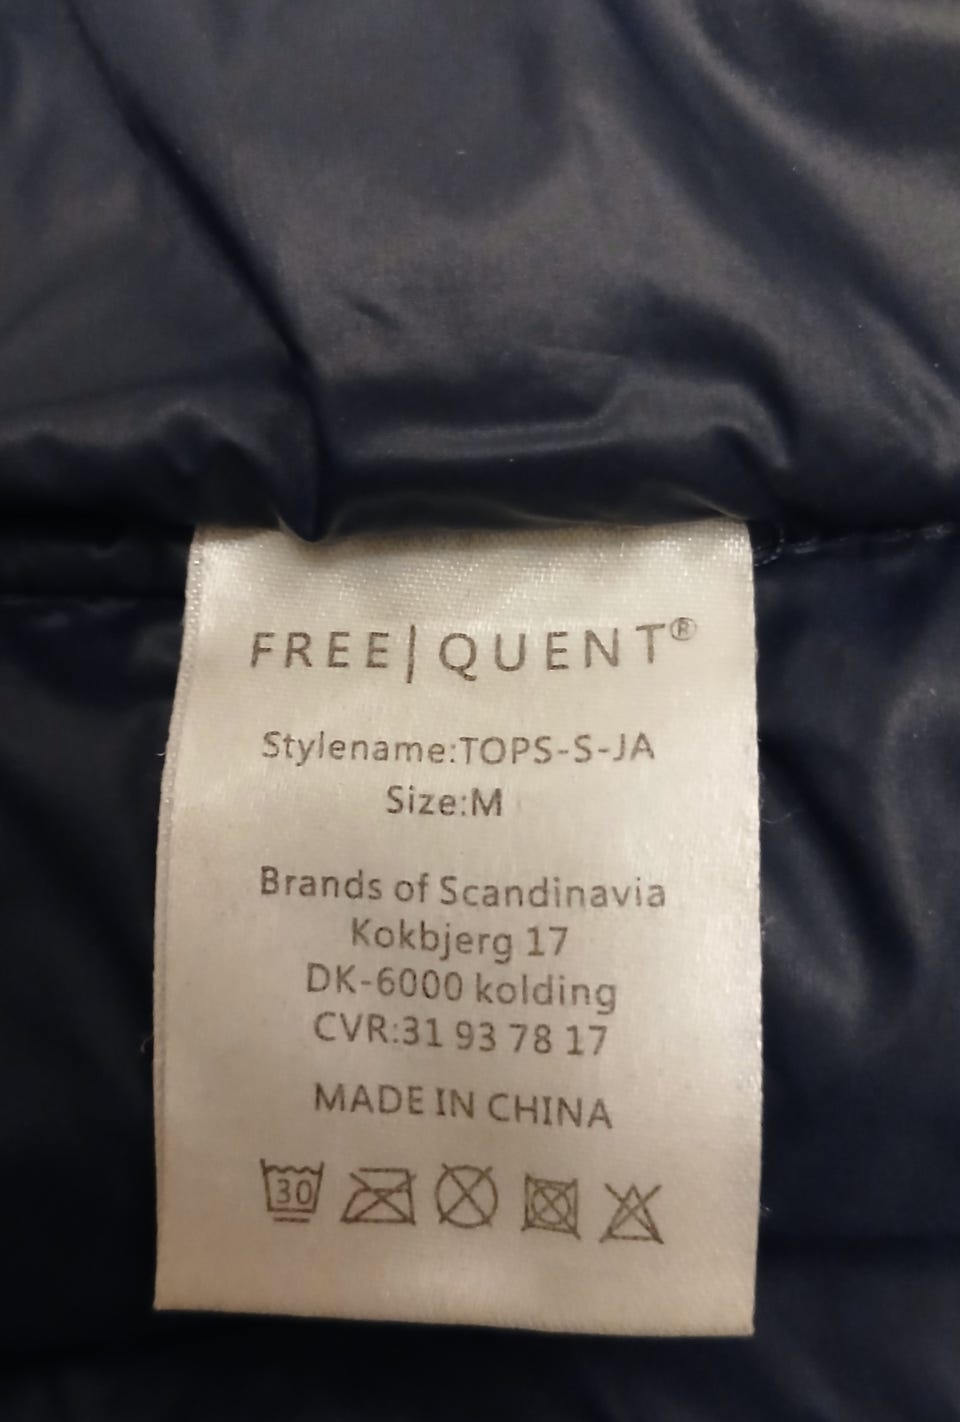 FREE|QUENT®
Stylename:TOPS-S-JA
Size:M
Brands of Scandinavia
Kokbjerg 17
DK-6000 kolding
CVR:31 93 78 17
MADE IN CHINA
30